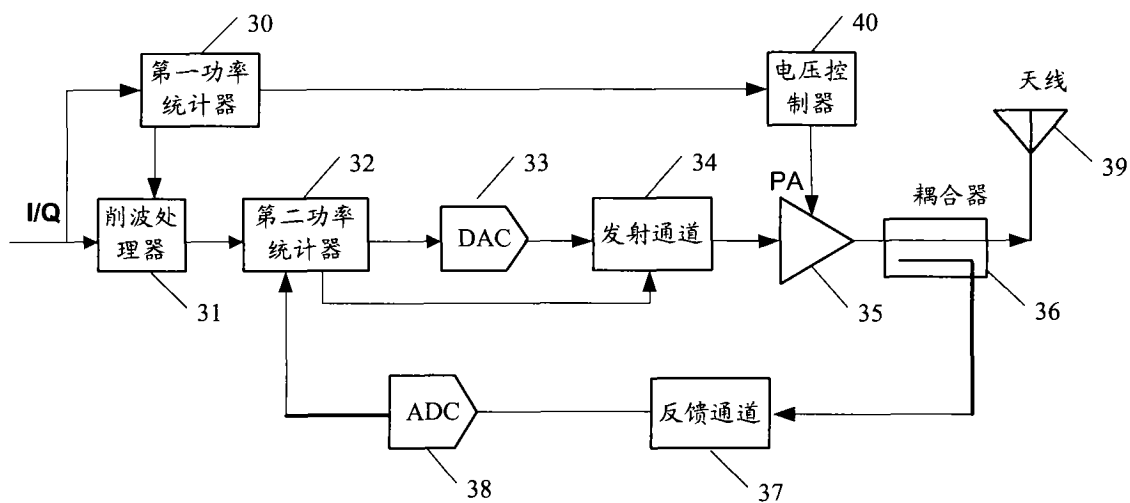 30
40
第一功率
统计器
电压控
制器
天线
39
32
33
34
PA
耦合器
I/Q
削波处
理器
第二功率
统计器
DAC
发射通道
31
35
36
ADC
反馈通道
38
37